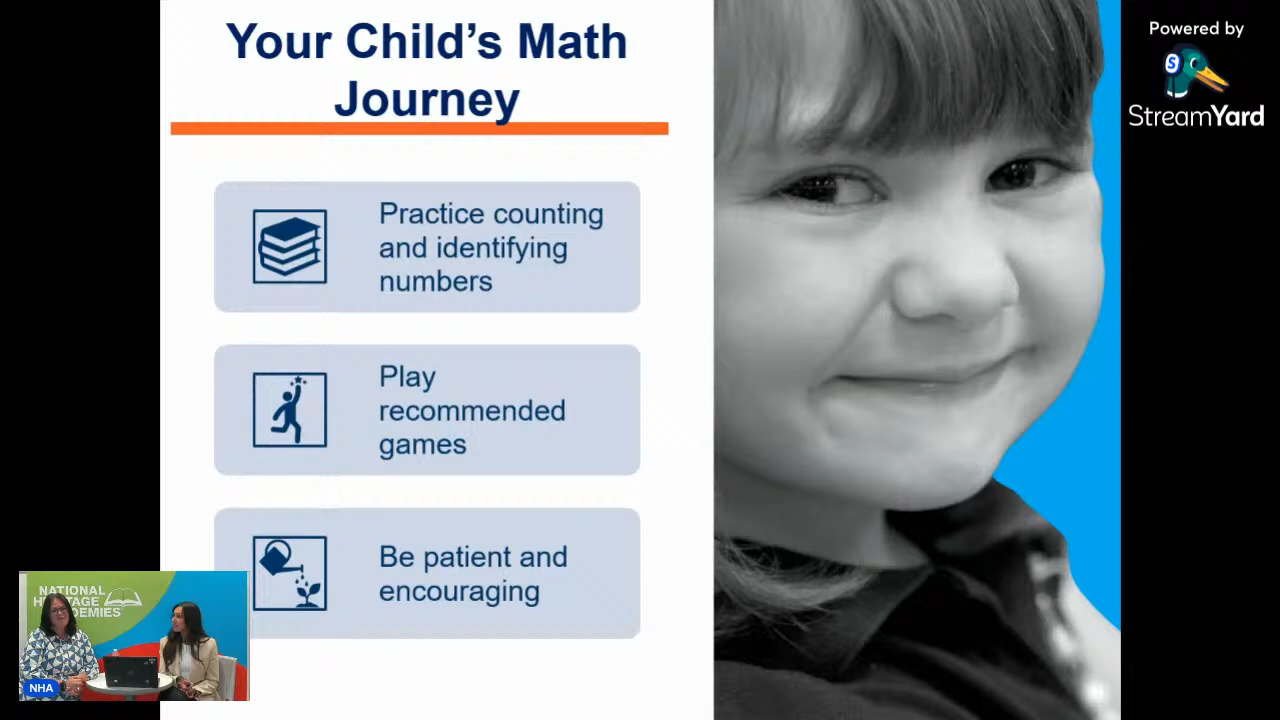 Your Child's Math
Journey
Practice counting
and identifying
numbers
Play
recommended
games
Be patient and
encouraging
Powered by
S
StreamYard
NATIONAL
HERITAGE
NHA